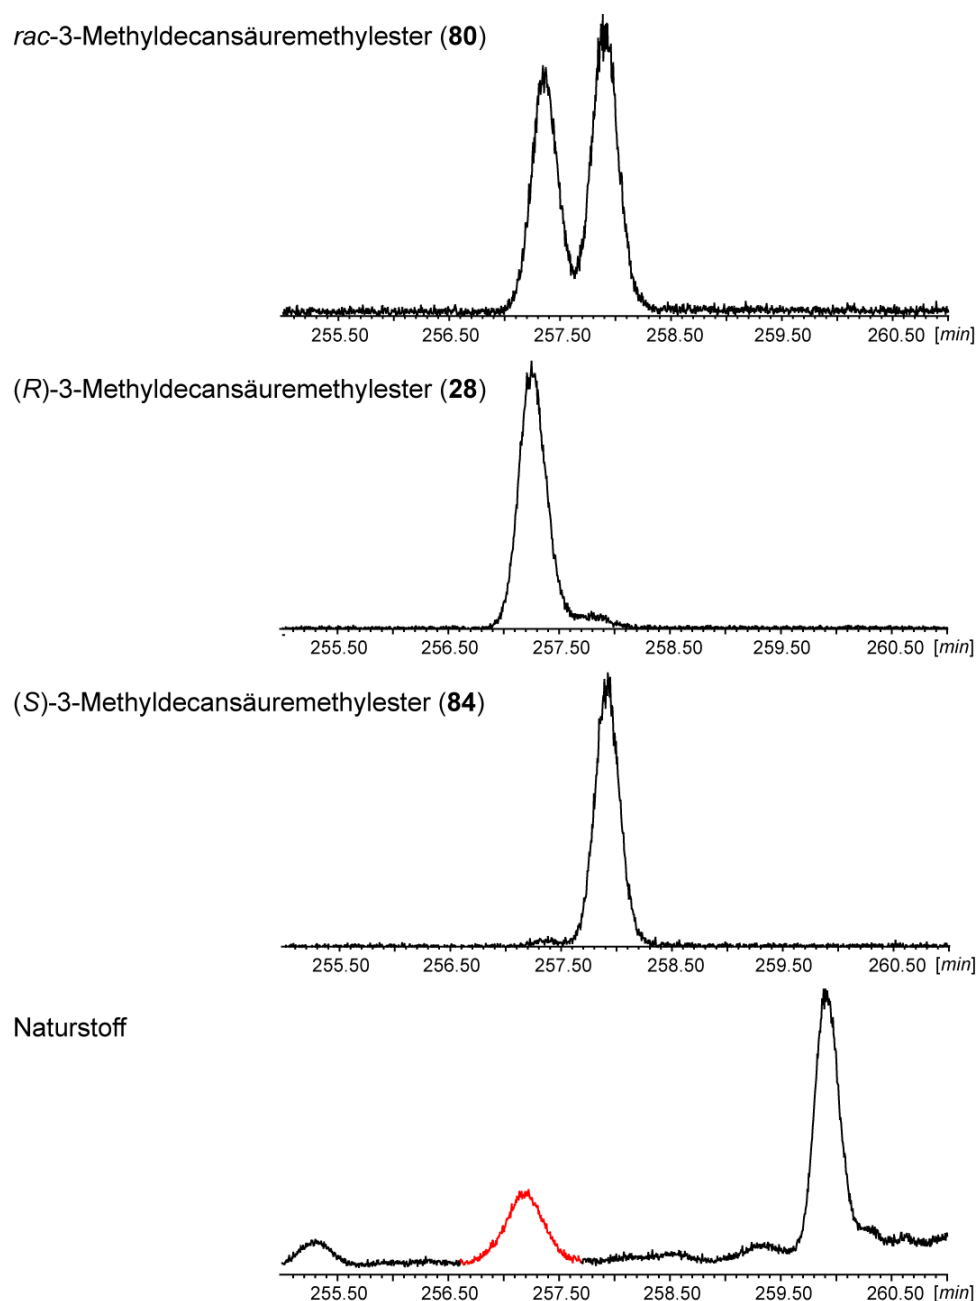 rac-3-Methyldecansäuremethylester (80)
255.50 256.50 257.50 258.50 259.50 260.50 [min]
(R)-3-Methyldecansäuremethylester (28)
255.50 256.50 257.50 258.50 259.50 260.50 [min]
(S)-3-Methyldecansäuremethylester (84)
255.50 256.50 257.50 258.50 259.50 260.50 [min]
Naturstoff
255.50 256.50 257.50 258.50 259.50 260.50 [min]